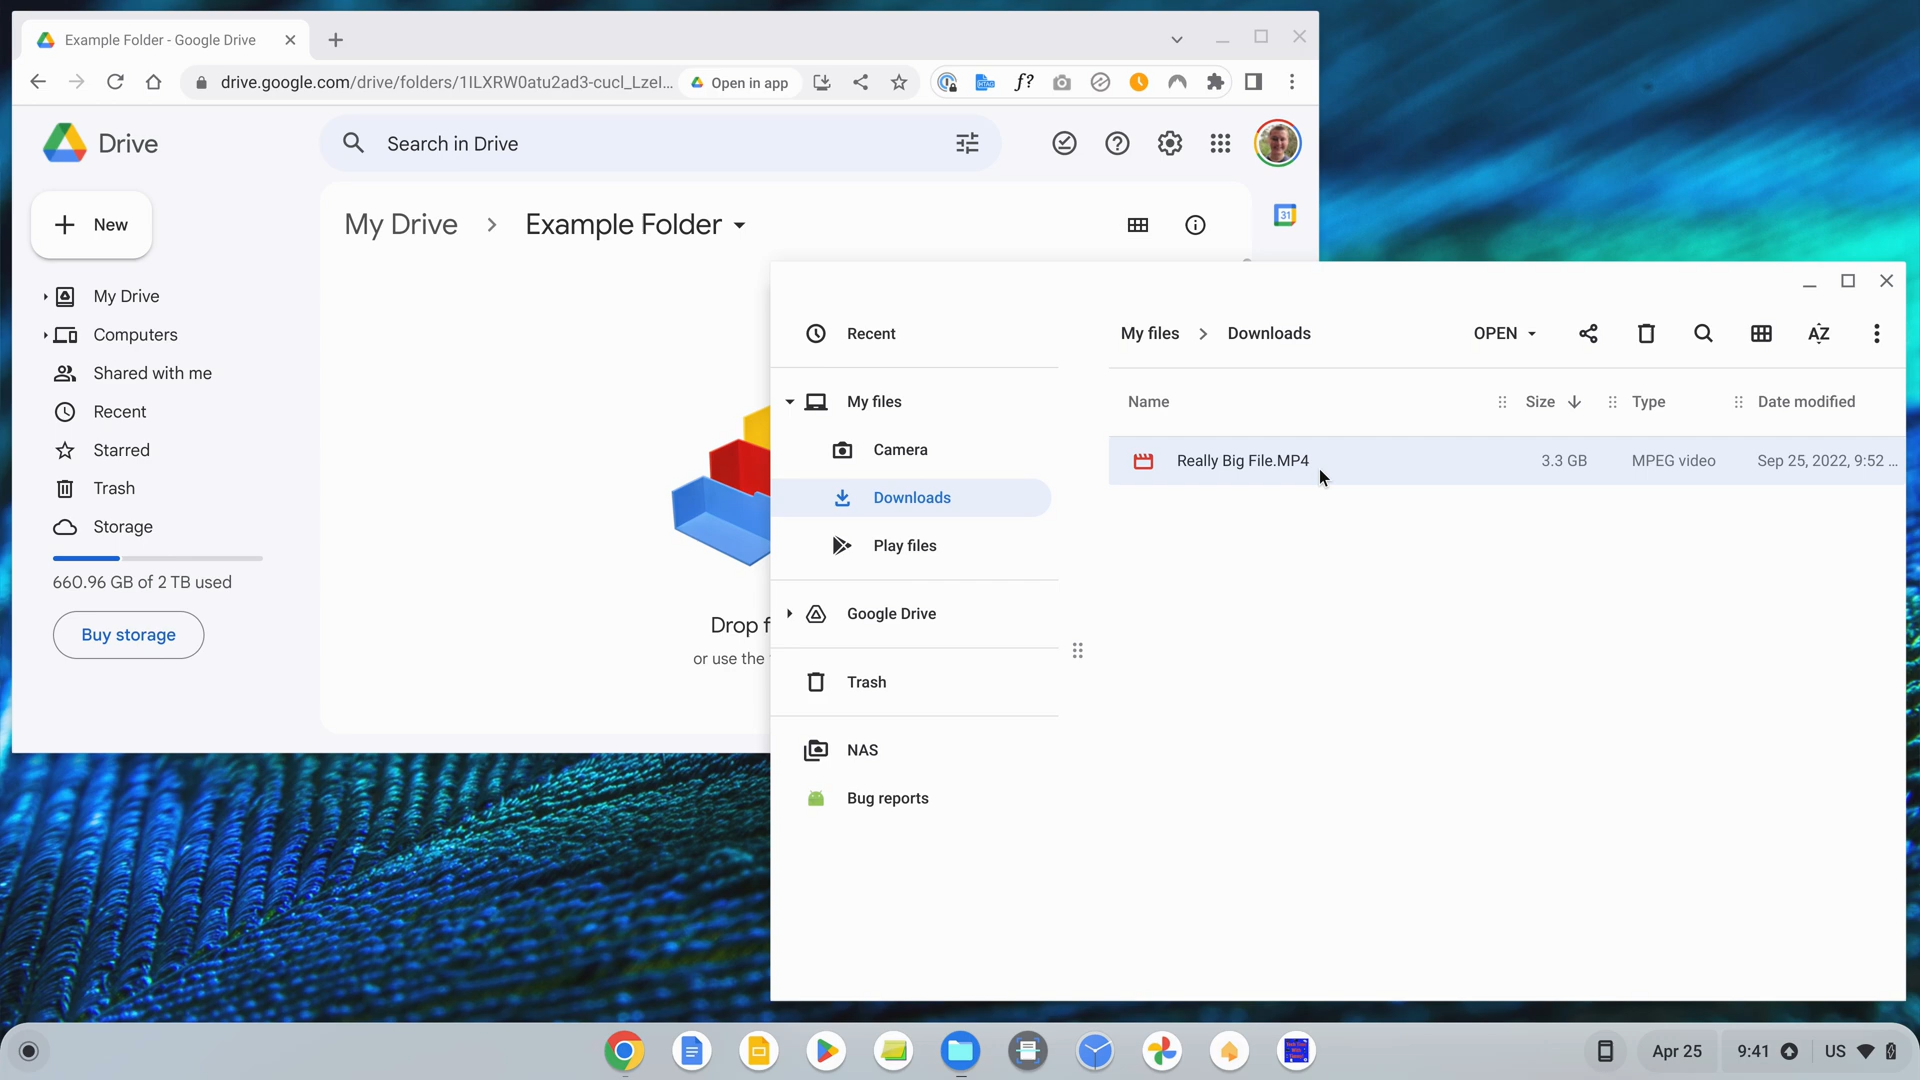 Example Folder - Google Drive
drive.google.com/drive/folders/1ILXRW0atu2ad3-cucl_LzeI...
Open in app
f?
Drive
Search in Drive
New
My Drive > Example Folder
31
My Drive
Computers
Shared with me
Recent
Starred
Trash
Storage
660.96 GB of 2 TB used
Buy storage
Drop f
or use the
Recent
My files
Camera
Downloads
Play files
Google Drive
Trash
NAS
Bug reports
My files > Downloads
OPEN
AZ
Name Size Type Date modified
Really Big File.MP4 3.3 GB MPEG video Sep 25, 2022, 9:52 ...
Apr 25
9:41
US